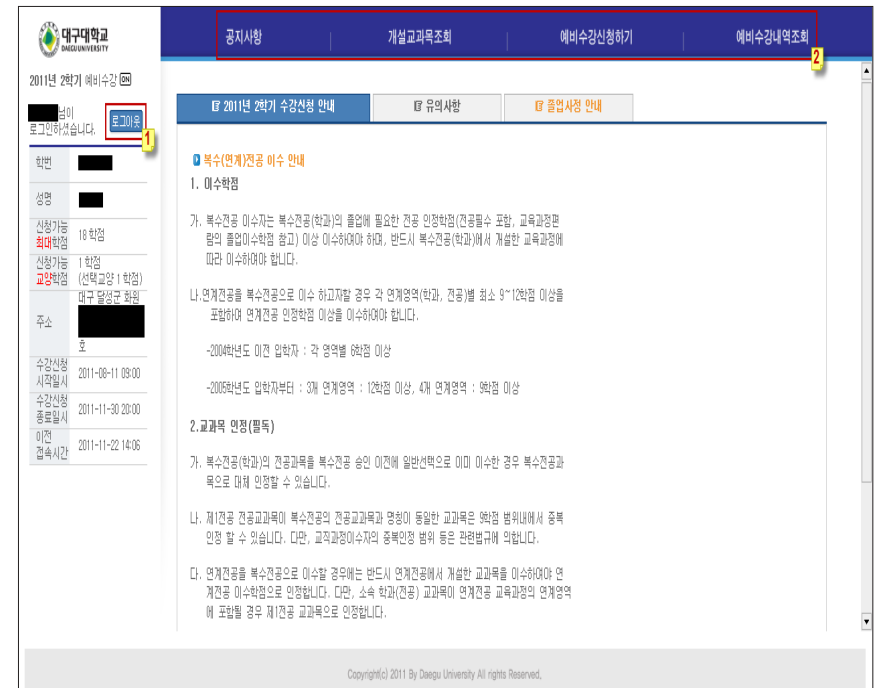 대구대학교
DAEGU UNIVERSITY
공지사항
개설교과목조회
예비수강신청하기
예비수강내역조회
2
2011년 2학기 예비수강 ON
님이
로그인하셨습니다.
로그아웃
1
학번
성명
신청가능
최대학점
18 학점
신청가능
교양학점
1 학점
(선택교양 1 학점)
주소
대구 달성군 화원
호
수강신청
시작일시
2011-08-11 09:00
수강신청
종료일시
2011-11-30 20:00
이전
접속시간
2011-11-22 14:06
2011년 2학기 수강신청 안내
유의사항
졸업사정 안내
복수(연계)전공 이수 안내
1. 이수학점
가. 복수전공 이수자는 복수전공(학과)의 졸업에 필요한 전공 인정학점(전공필수 포함, 교육과정편
람의 졸업이수학점 참고) 이상 이수하여야 하며, 반드시 복수전공(학과)에서 개설한 교육과정에
따라 이수하여야 합니다.
나.연계전공을 복수전공으로 이수 하고자할 경우 각 연계영역(학과, 전공)별 최소 9~12학점 이상을
포함하여 연계전공 인정학점 이상을 이수하여야 합니다.
-2004학년도 이전 입학자 : 각 영역별 6학점 이상
-2005학년도 입학자부터 : 3개 연계영역 : 12학점 이상, 4개 연계영역 : 9학점 이상
2.교과목 인정(필독)
가. 복수전공(학과)의 전공과목을 복수전공 승인 이전에 일반선택으로 이미 이수한 경우 복수전공과
목으로 대체 인정할 수 있습니다.
나. 제1전공 전공교과목이 복수전공의 전공교과목과 명칭이 동일한 교과목은 9학점 범위내에서 중복
인정 할 수 있습니다. 다만, 교직과정이수자의 중복인정 범위 등은 관련법규에 의합니다.
다. 연계전공을 복수전공으로 이수할 경우에는 반드시 연계전공에서 개설한 교과목을 이수하여야 연
계전공 이수학점으로 인정합니다. 다만, 소속 학과(전공) 교과목이 연계전공 교육과정의 연계영역
에 포함될 경우 제1전공 교과목으로 인정합니다.
Copyright(c) 2011 By Daegu University All rights Reserved,